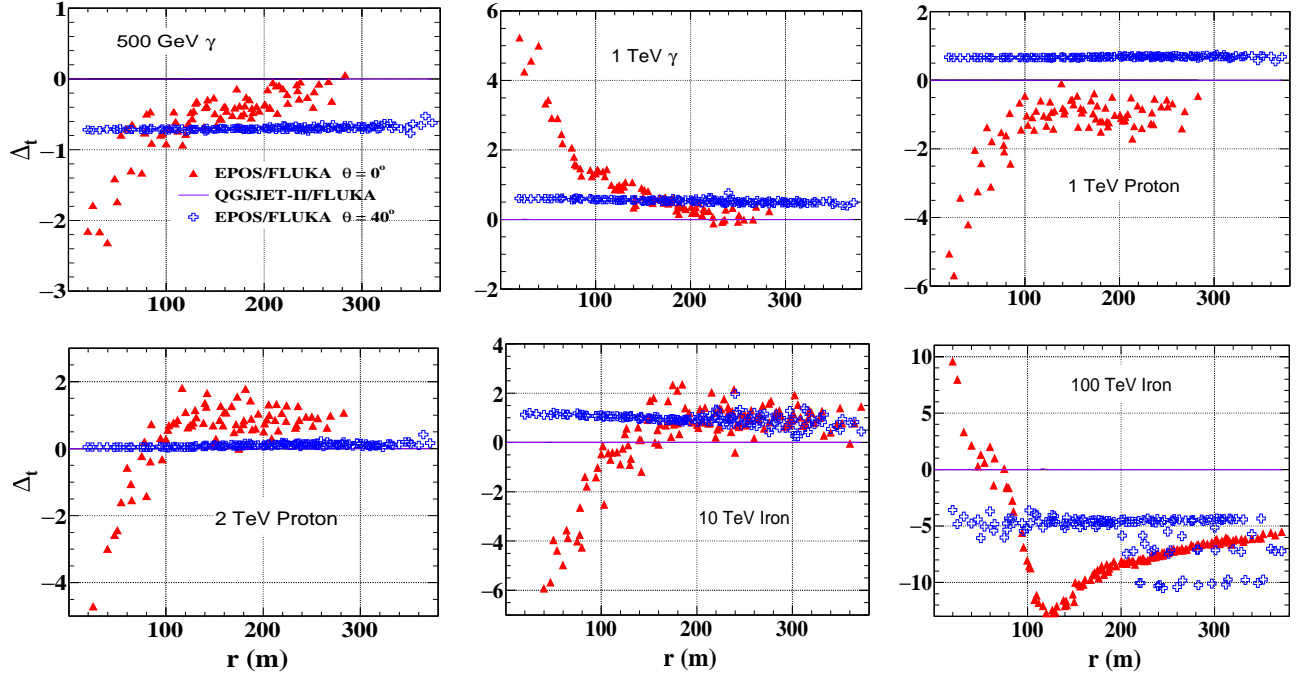 1
0
−1
−2
−3
Δt
500 GeV γ
EPOS/FLUKA θ = 0°
QGSJET-II/FLUKA
EPOS/FLUKA θ = 40°
100 200 300
6
4
2
0
−2
1 TeV γ
100 200 300
2
0
−2
−4
−6
1 TeV Proton
100 200 300
2
0
−2
−4
Δt
2 TeV Proton
100 200 300
r (m)
4
2
0
−2
−4
−6
10 TeV Iron
100 200 300
r (m)
10
5
0
−5
−10
100 TeV Iron
100 200 300
r (m)